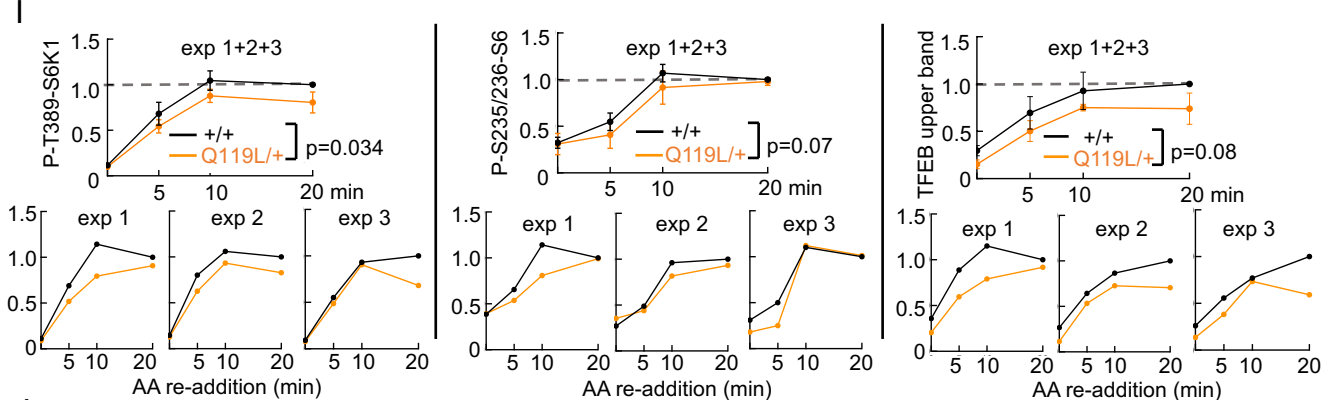 P-T389-S6K1
1.5
1.0
0.5
0
exp 1+2+3
+/+
Q119L/+
p=0.034
5 10 20 min
exp 1
exp 2
exp 3
1.5
1.0
0.5
0
5 10 20
5 10 20
5 10 20
AA re-addition (min)
P-S235/236-S6
1.5
1.0
0.5
0
exp 1+2+3
+/+
Q119L/+
p=0.07
5 10 20 min
exp 1
exp 2
exp 3
1.5
1.0
0.5
0
5 10 20
5 10 20
5 10 20
AA re-addition (min)
TFEB upper band
1.5
1.0
0.5
0
exp 1+2+3
+/+
Q119L/+
p=0.08
5 10 20 min
exp 1
exp 2
exp 3
1.5
1.0
0.5
0
5 10 20
5 10 20
5 10 20
AA re-addition (min)